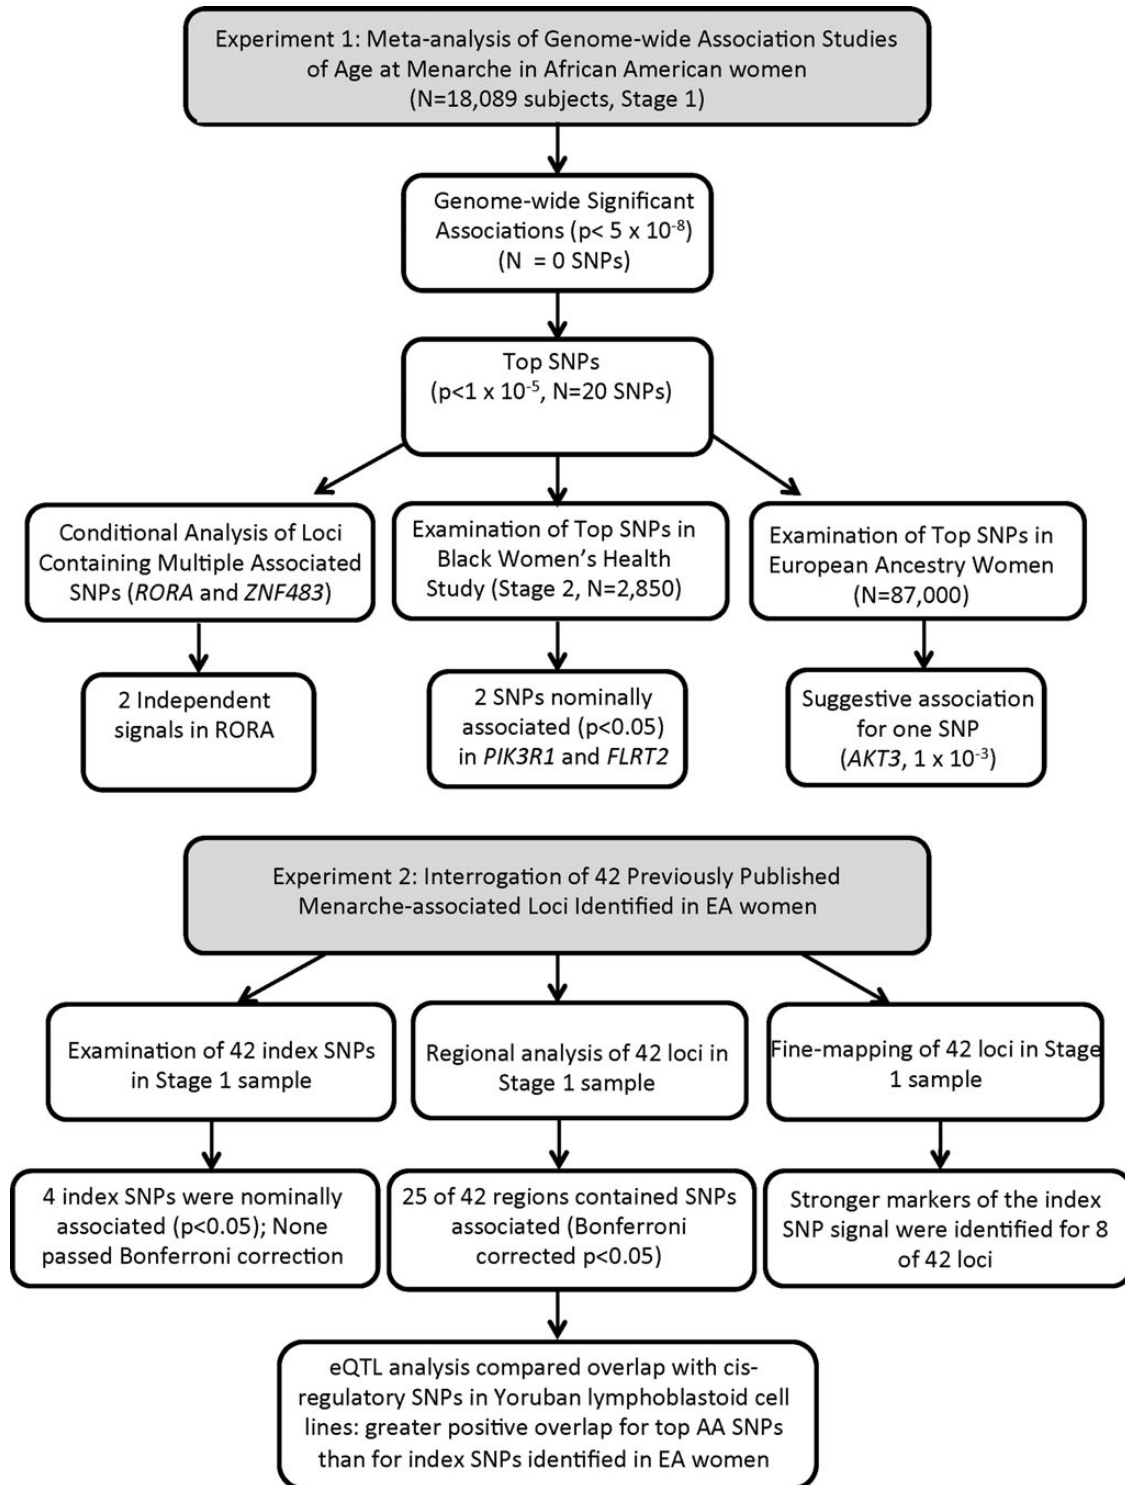 Experiment 1: Meta-analysis of Genome-wide Association Studies
of Age at Menarche in African American women
(N=18,089 subjects, Stage 1)
Genome-wide Significant
Associations (p< 5 x 10⁻⁸)
(N = 0 SNPs)
Top SNPs
(p<1 x 10⁻⁵, N=20 SNPs)
Conditional Analysis of Loci
Containing Multiple Associated
SNPs (RORA and ZNF483)
Examination of Top SNPs in
Black Women's Health
Study (Stage 2, N=2,850)
Examination of Top SNPs in
European Ancestry Women
(N=87,000)
2 Independent
signals in RORA
2 SNPs nominally
associated (p<0.05)
in PIK3R1 and FLRT2
Suggestive association
for one SNP
(AKT3, 1 x 10⁻³)
Experiment 2: Interrogation of 42 Previously Published
Menarche-associated Loci Identified in EA women
Examination of 42 index SNPs
in Stage 1 sample
Regional analysis of 42 loci in
Stage 1 sample
Fine-mapping of 42 loci in Stage
1 sample
4 index SNPs were nominally
associated (p<0.05); None
passed Bonferroni correction
25 of 42 regions contained SNPs
associated (Bonferroni
corrected p<0.05)
Stronger markers of the index
SNP signal were identified for 8
of 42 loci
eQTL analysis compared overlap with cis-
regulatory SNPs in Yoruban lymphoblastoid cell
lines: greater positive overlap for top AA SNPs
than for index SNPs identified in EA women